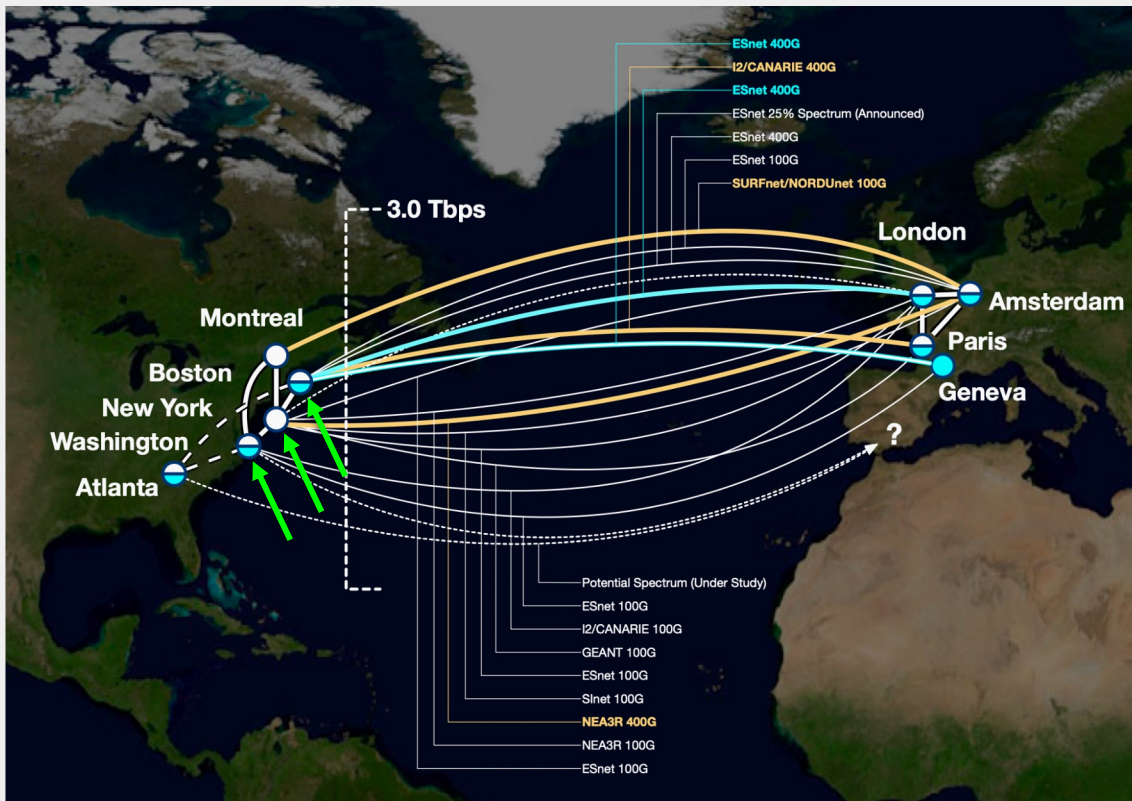 ESnet 400G
I2/CANARIE 400G
ESnet 400G
ESnet 25% Spectrum (Announced)
ESnet 400G
ESnet 100G
SURFnet/NORDUnet 100G
3.0 Tbps
London
Amsterdam
Paris
Geneva
Montreal
Boston
New York
Washington
Atlanta
?
Potential Spectrum (Under Study)
ESnet 100G
I2/CANARIE 100G
GEANT 100G
ESnet 100G
SInet 100G
NEA3R 400G
NEA3R 100G
ESnet 100G